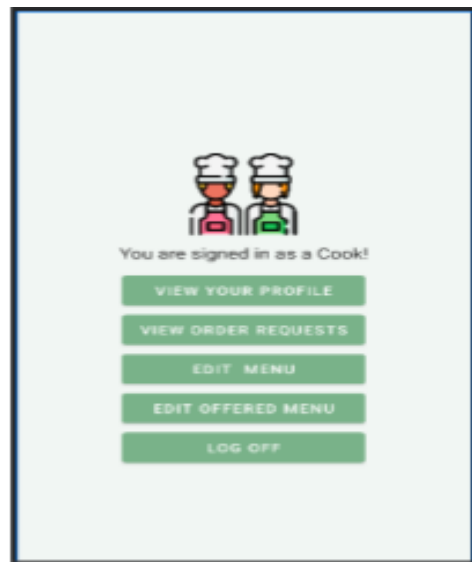 You are signed in as a Cook!
VIEW YOUR PROFILE
VIEW ORDER REQUESTS
EDIT MENU
EDIT OFFERED MENU
LOG OFF